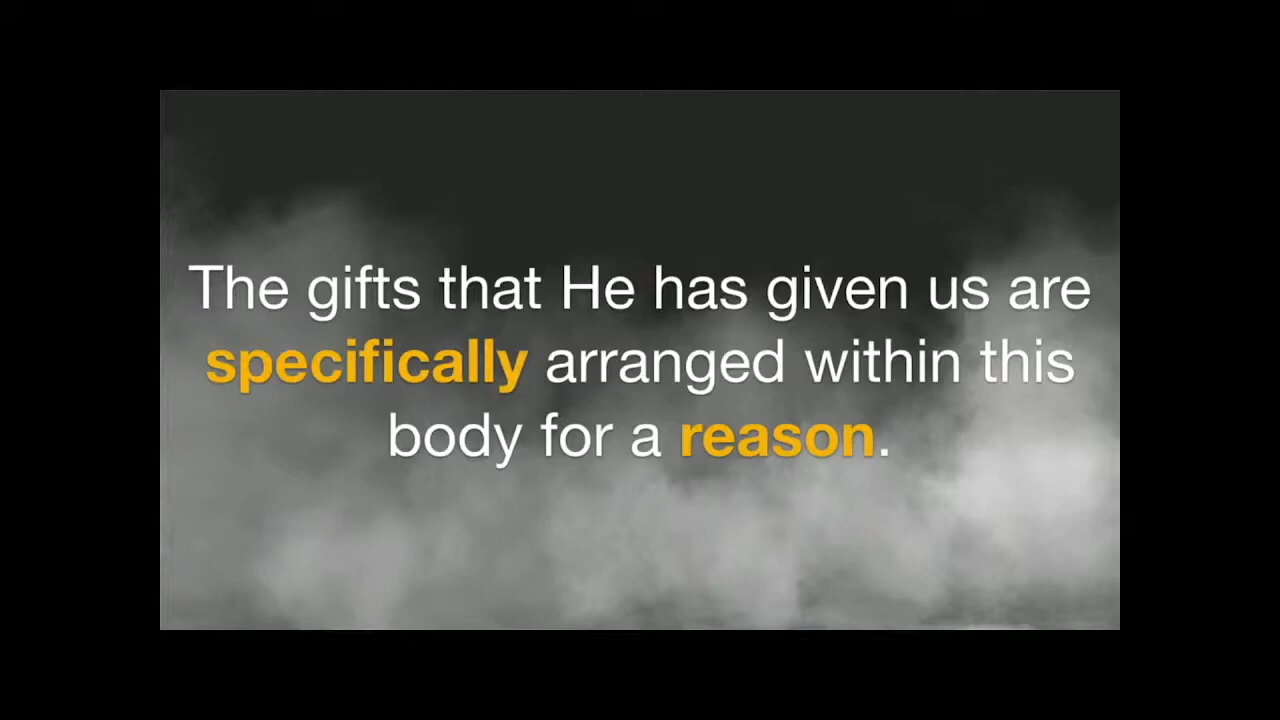 The gifts that He has given us are
specifically arranged within this
body for a reason.